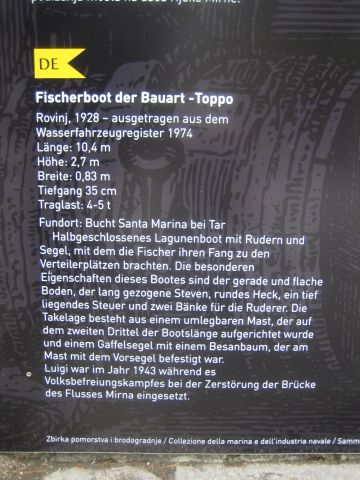 DE
Fischerboot der Bauart -Toppo
Rovinj, 1928 – ausgetragen aus dem
Wasserfahrzeugregister 1974
Länge: 10,4 m
Höhe: 2,7 m
Breite: 0,83 m
Tiefgang 35 cm
Traglast: 4-5 t
Fundort: Bucht Santa Marina bei Tar
Halbgeschlossenes Lagunenboot mit Rudern und
Segel, mit dem die Fischer ihren Fang zu den
Verteilerplätzen brachten. Die besonderen
Eigenschaften dieses Bootes sind der gerade und flache
Boden, der lang gezogene Steven, rundes Heck, ein tief
liegendes Steuer und zwei Bänke für die Ruderer. Die
Takelage besteht aus einem umlegbaren Mast, der auf
dem zweiten Drittel der Bootslänge aufgerichtet wurde
und einem Gaffelsegel mit einem Besanbaum, der am
Mast mit dem Vorsegel befestigt war.
Luigi war im Jahr 1943 während es
Volksbefreiungskampfes bei der Zerstörung der Brücke
des Flusses Mirna eingesetzt.
Zbirka pomorstva i brodogradnje / Collezione della marina e dell'industria navale / Samm